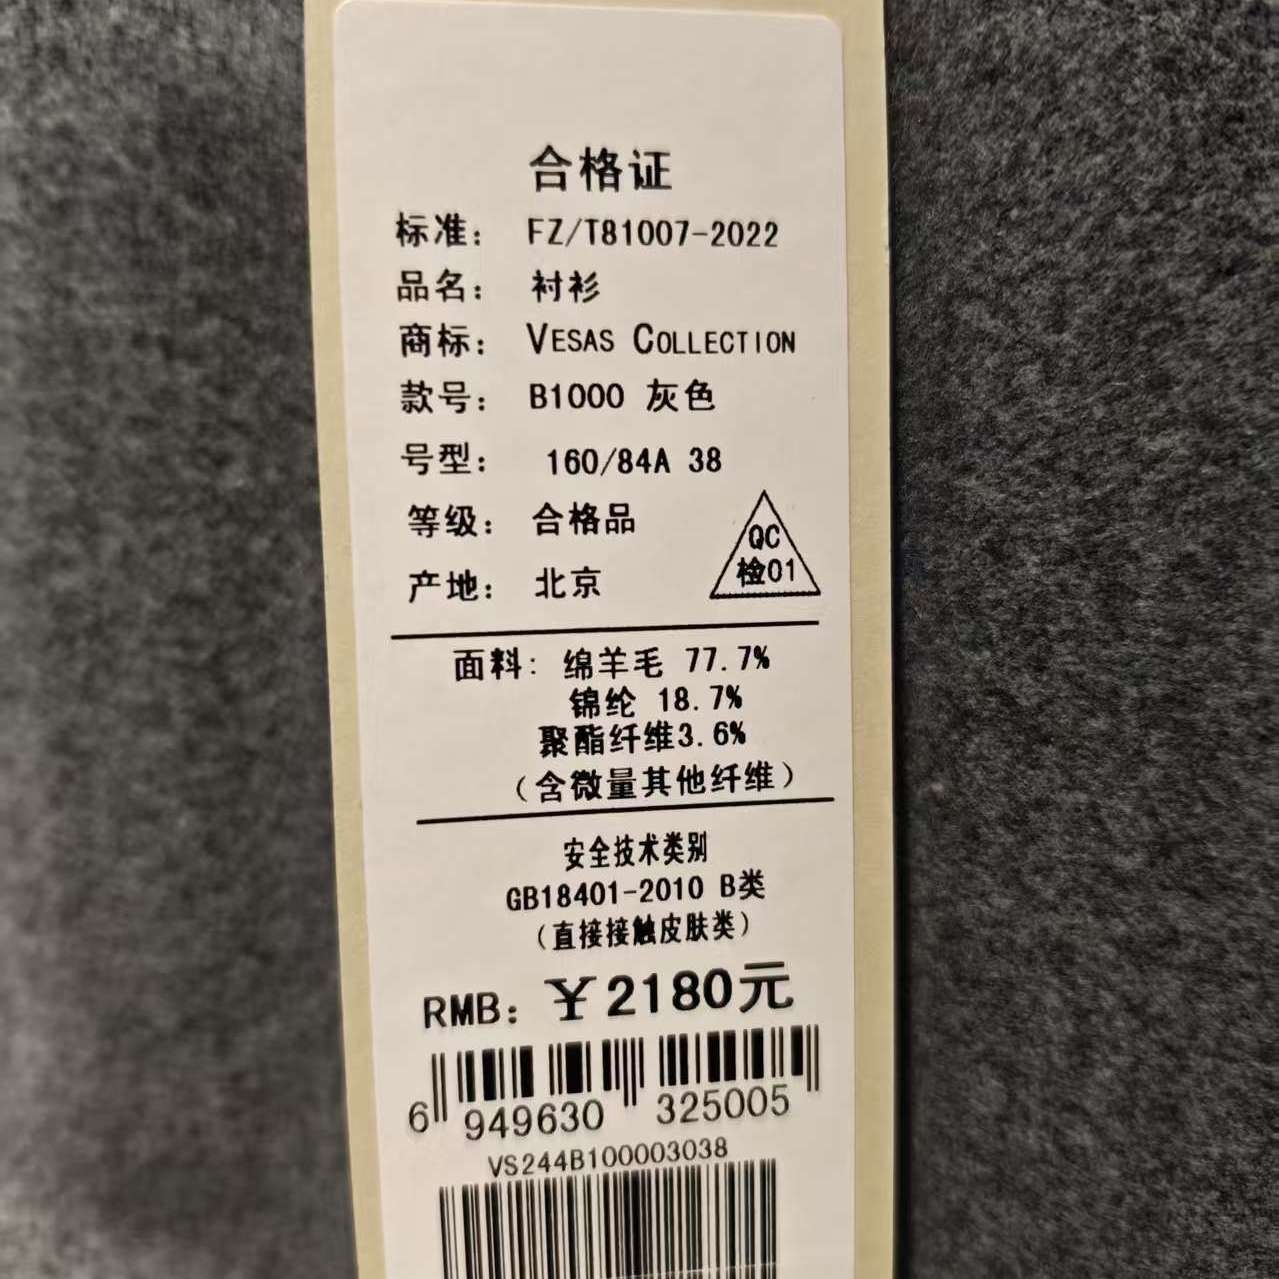 合格证
标准： FZ/T81007-2022
品名： 衬衫
商标： VESAS COLLECTION
款号： B1000 灰色
号型： 160/84A 38
等级： 合格品
QC
检01
产地： 北京
面料： 绵羊毛 77.7%
锦纶 18.7%
聚酯纤维3.6%
（含微量其他纤维）
安全技术类别
GB18401-2010 B类
（直接接触皮肤类）
RMB：￥2180元
6 949630 325005
VS244B100003038